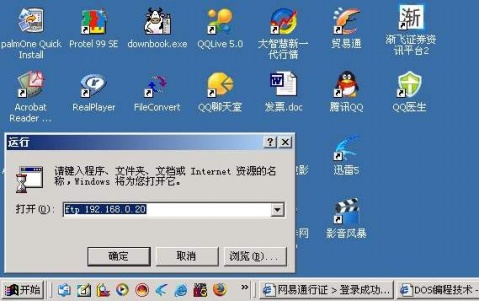 palmOne Quick Install
Protel 99 SE
downbook.exe
QQLive 5.0
大智慧新一代行情
贸易通
渐飞证券资讯平台2
Acrobat Reader ...
RealPlayer
FileConvert
QQ聊天室
发票.doc
腾讯QQ
QQ医生
运行
请键入程序、文件夹、文档或 Internet 资源的名
称，Windows 将为您打开它。
打开(O):
ftp 192.168.0.20
确定
取消
浏览(B)...
迅雷5
影音风暴
开始
网易通行证 > 登录成功...
DOS编程技术 -